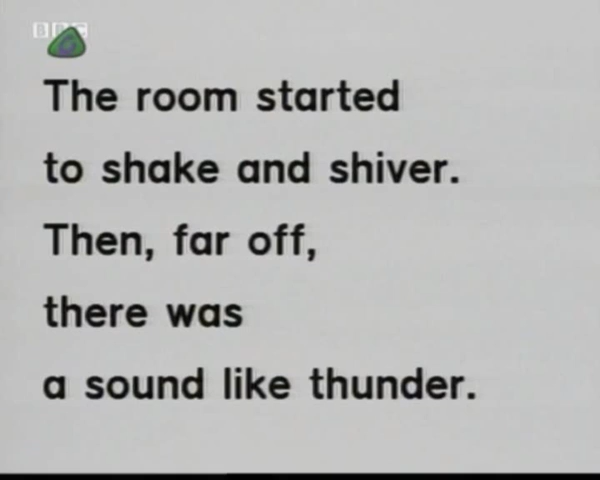 BBC
The room started
to shake and shiver.
Then, far off,
there was
a sound like thunder.